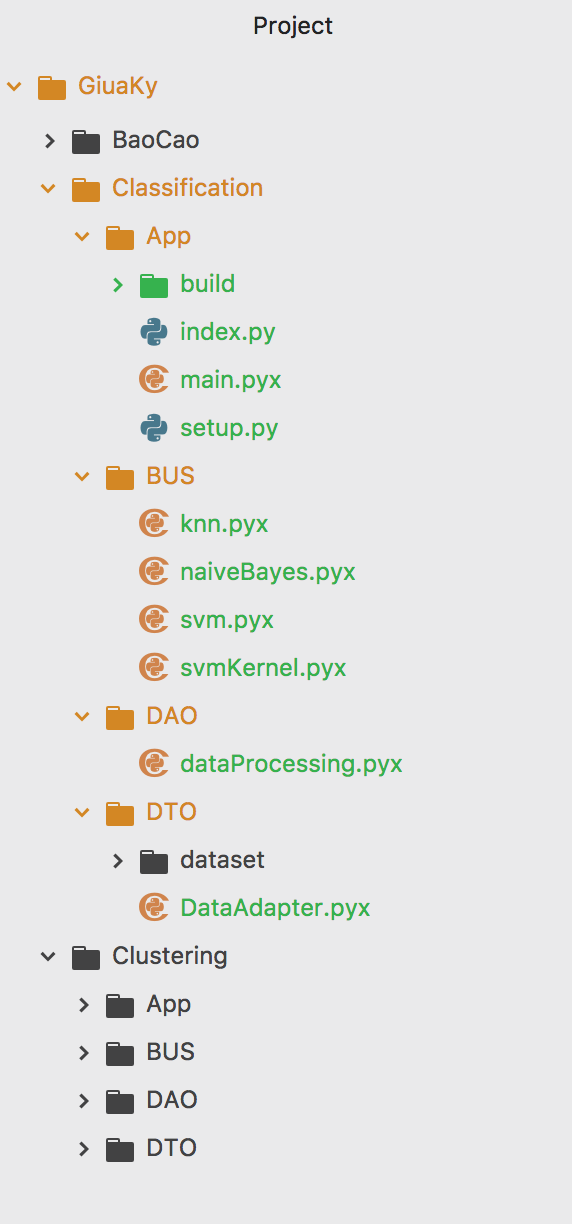 Project
GiuaKy
BaoCao
Classification
App
build
index.py
main.pyx
setup.py
BUS
knn.pyx
naiveBayes.pyx
svm.pyx
svmKernel.pyx
DAO
dataProcessing.pyx
DTO
dataset
DataAdapter.pyx
Clustering
App
BUS
DAO
DTO